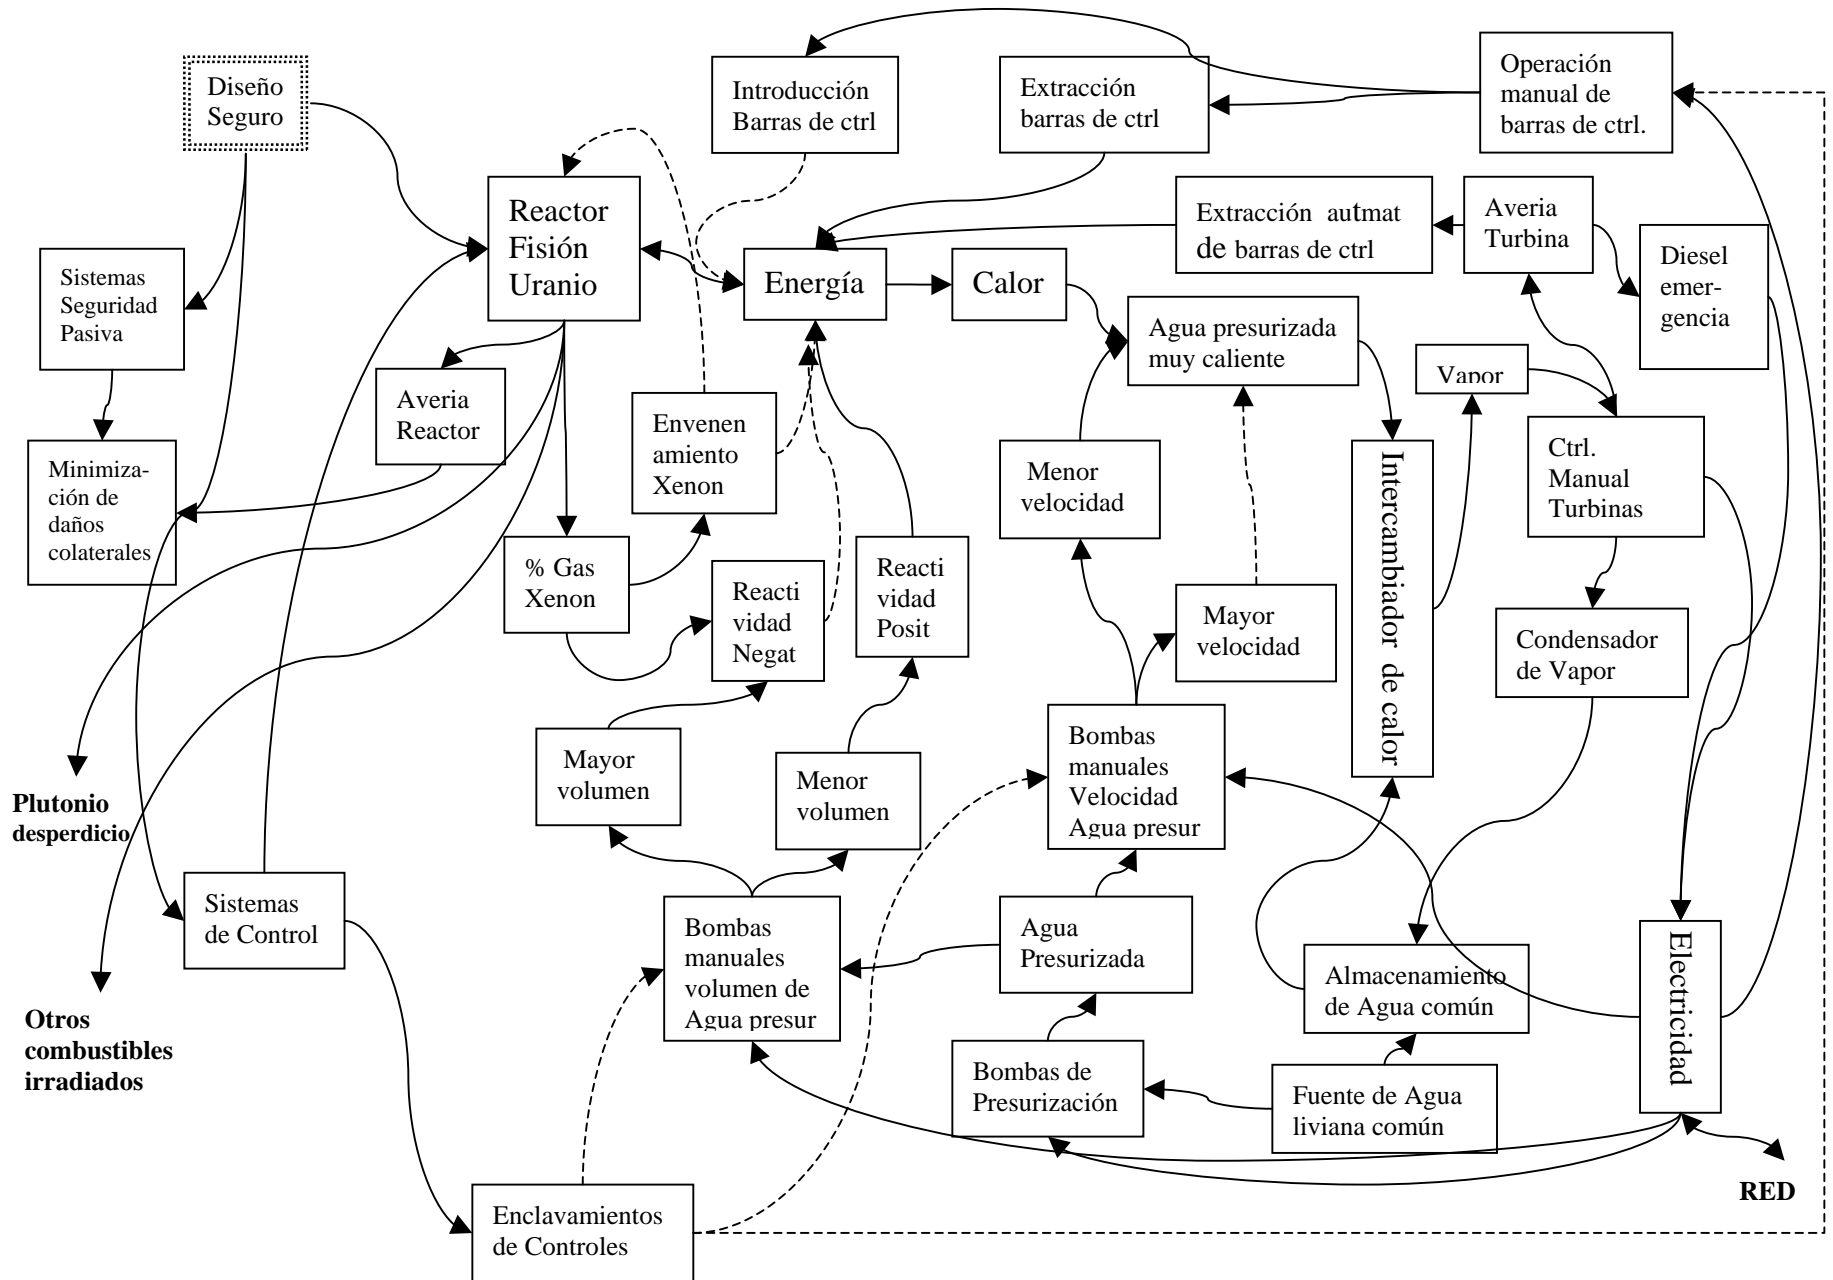 Diseño
Seguro
Introducción
Barras de ctrl
Extracción
barras de ctrl
Operación
manual de
barras de ctrl.
Reactor
Fisión
Uranio
Extracción autmat
de barras de ctrl
Averia
Turbina
Diesel
emer-
gencia
Sistemas
Seguridad
Pasiva
Energía
Calor
Agua presurizada
muy caliente
Vapor
Averia
Reactor
Envenen
amiento
Xenon
Menor
velocidad
Intercambiador de calor
Ctrl.
Manual
Turbinas
Minimiza-
ción de
daños
colaterales
% Gas
Xenon
Reacti
vidad
Negat
Reacti
vidad
Posit
Mayor
velocidad
Condensador
de Vapor
Mayor
volumen
Menor
volumen
Bombas
manuales
Velocidad
Agua presur
Plutonio
desperdicio
Sistemas
de Control
Bombas
manuales
volumen de
Agua presur
Agua
Presurizada
Almacenamiento
de Agua común
Electricidad
Otros
combustibles
irradiados
Bombas de
Presurización
Fuente de Agua
liviana común
RED
Enclavamientos
de Controles